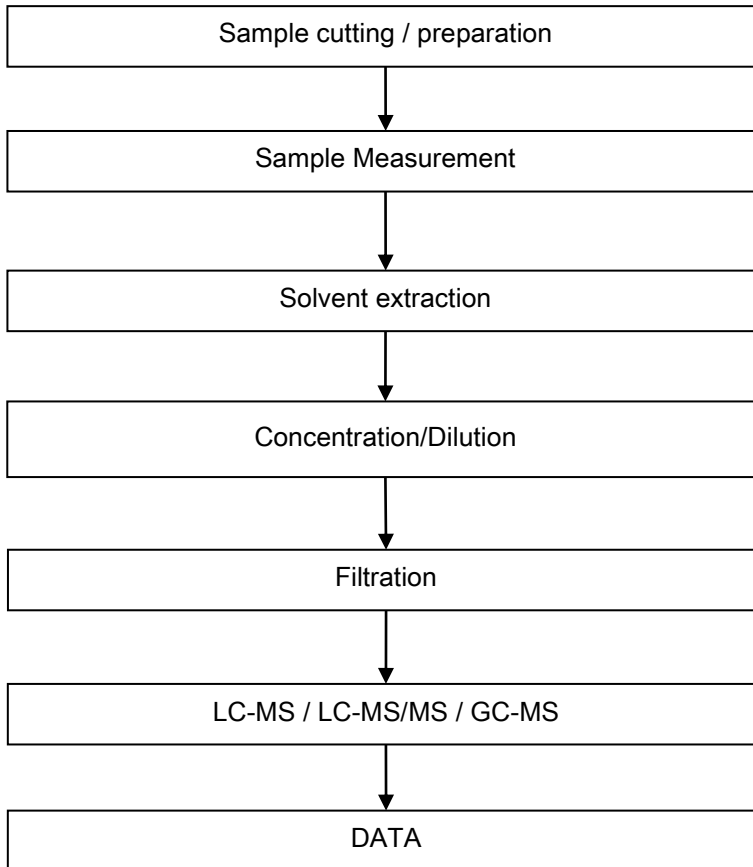 Sample cutting / preparation
Sample Measurement
Solvent extraction
Concentration/Dilution
Filtration
LC-MS / LC-MS/MS / GC-MS
DATA